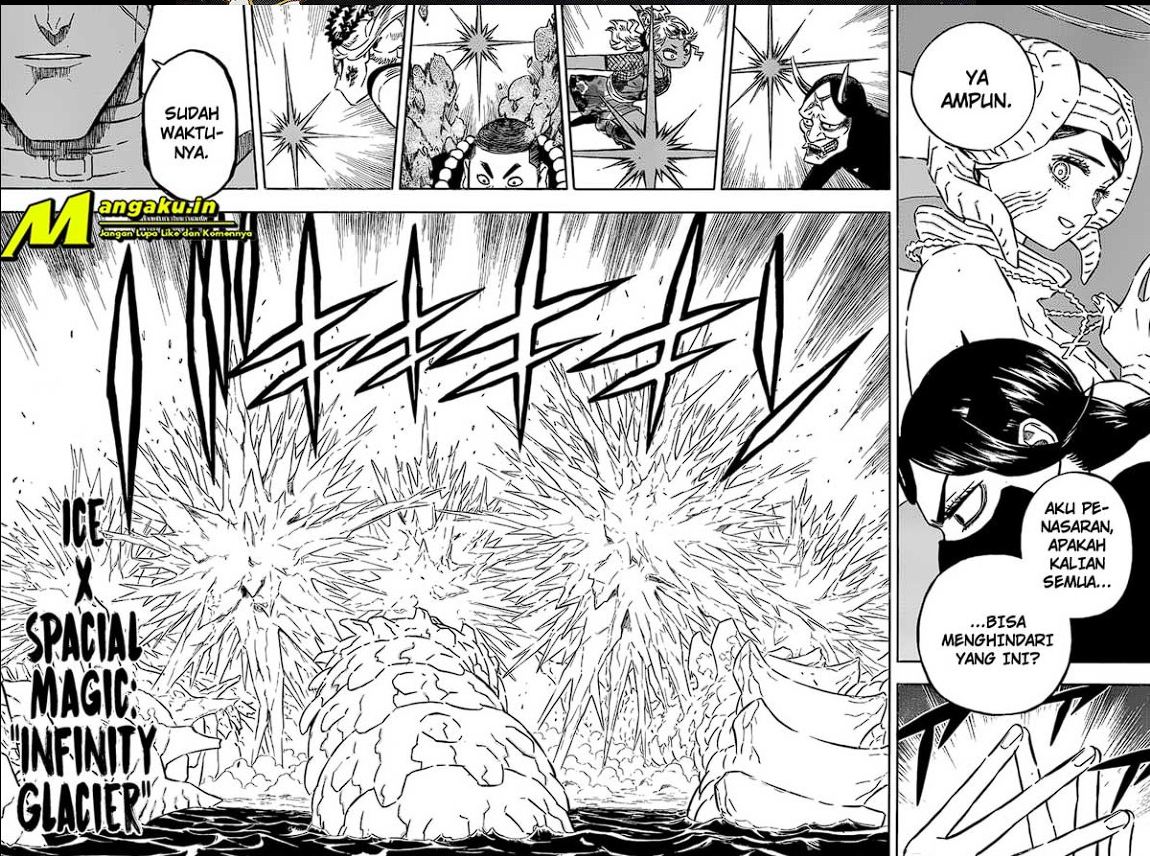 YA
AMPUN.
AKU PE-
NASARAN,
APAKAH
KALIAN
SEMUA...
...BISA
MENGHINDARI
YANG INI?
SUDAH
WAKTU-
NYA.
Mangaku.in
Jangan Lupa Like dan Komennya
ICE
X
SPACIAL
MAGIC:
"INFINITY
GLACIER"